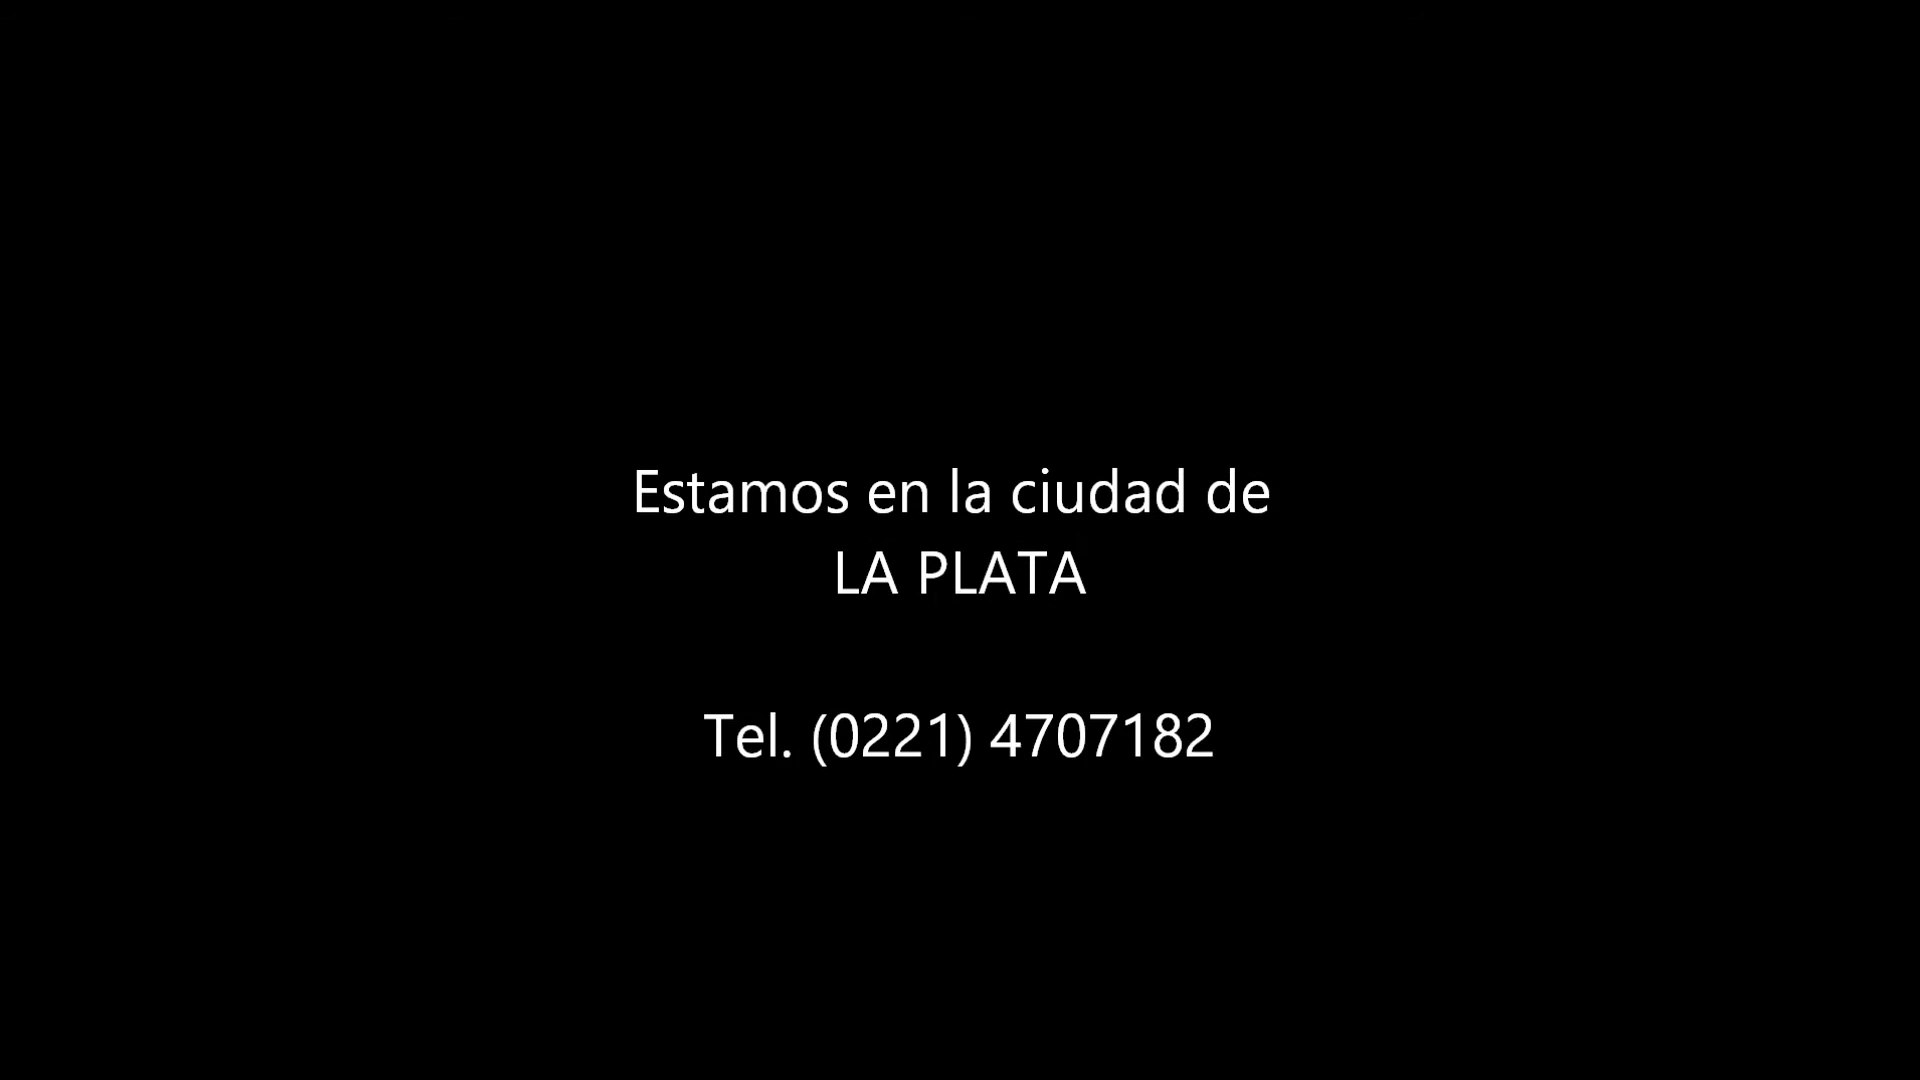 Estamos en la ciudad de
LA PLATA
Tel. (0221) 4707182